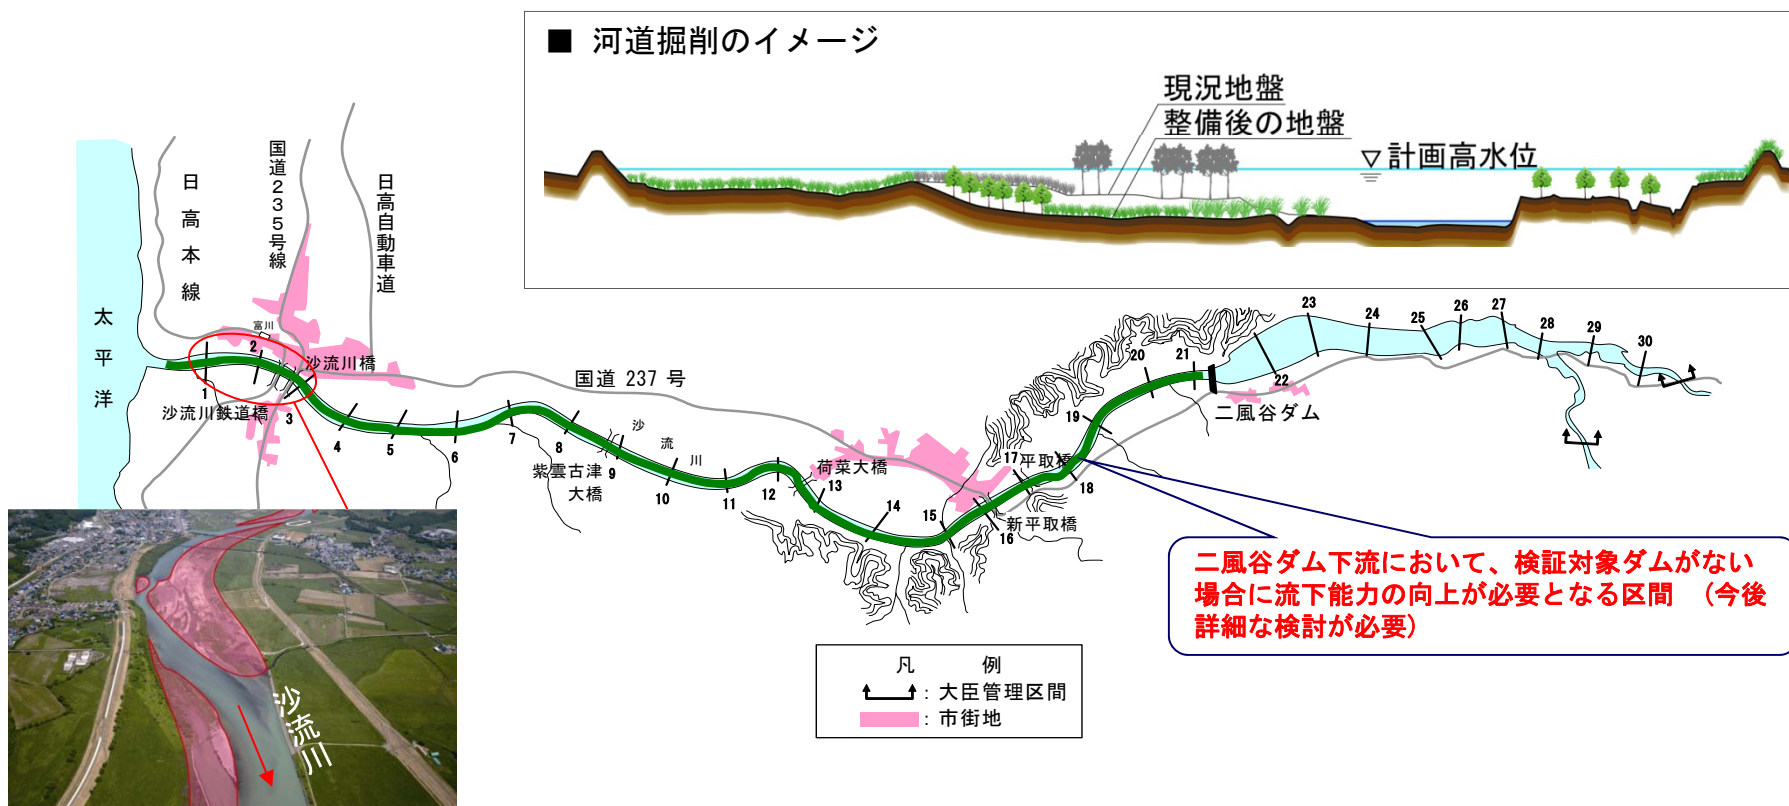 ■ 河道掘削のイメージ
現況地盤
整備後の地盤
計画高水位
太平洋
日高本線
国道235号線
日高自動車道
富川
沙流川橋
沙流川鉄道橋
国道 237 号
紫雲古津
大橋
沙流川
荷菜大橋
平取橋
新平取橋
二風谷ダム
1
2
3
4
5
6
7
8
9
10
11
12
13
14
15
16
17
18
19
20
21
22
23
24
25
26
27
28
29
30
二風谷ダム下流において、検証対象ダムがない
場合に流下能力の向上が必要となる区間 （今後
詳細な検討が必要）
凡 例
：大臣管理区間
：市街地
沙流川